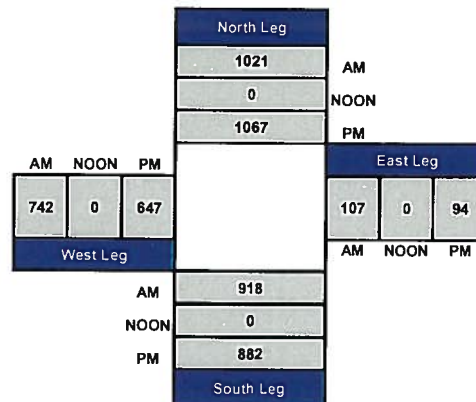 North Leg
1021 AM
0 NOON
1067 PM
AM NOON PM
East Leg
742 0 647
107 0 94
West Leg
AM NOON PM
AM 918
NOON 0
PM 882
South Leg